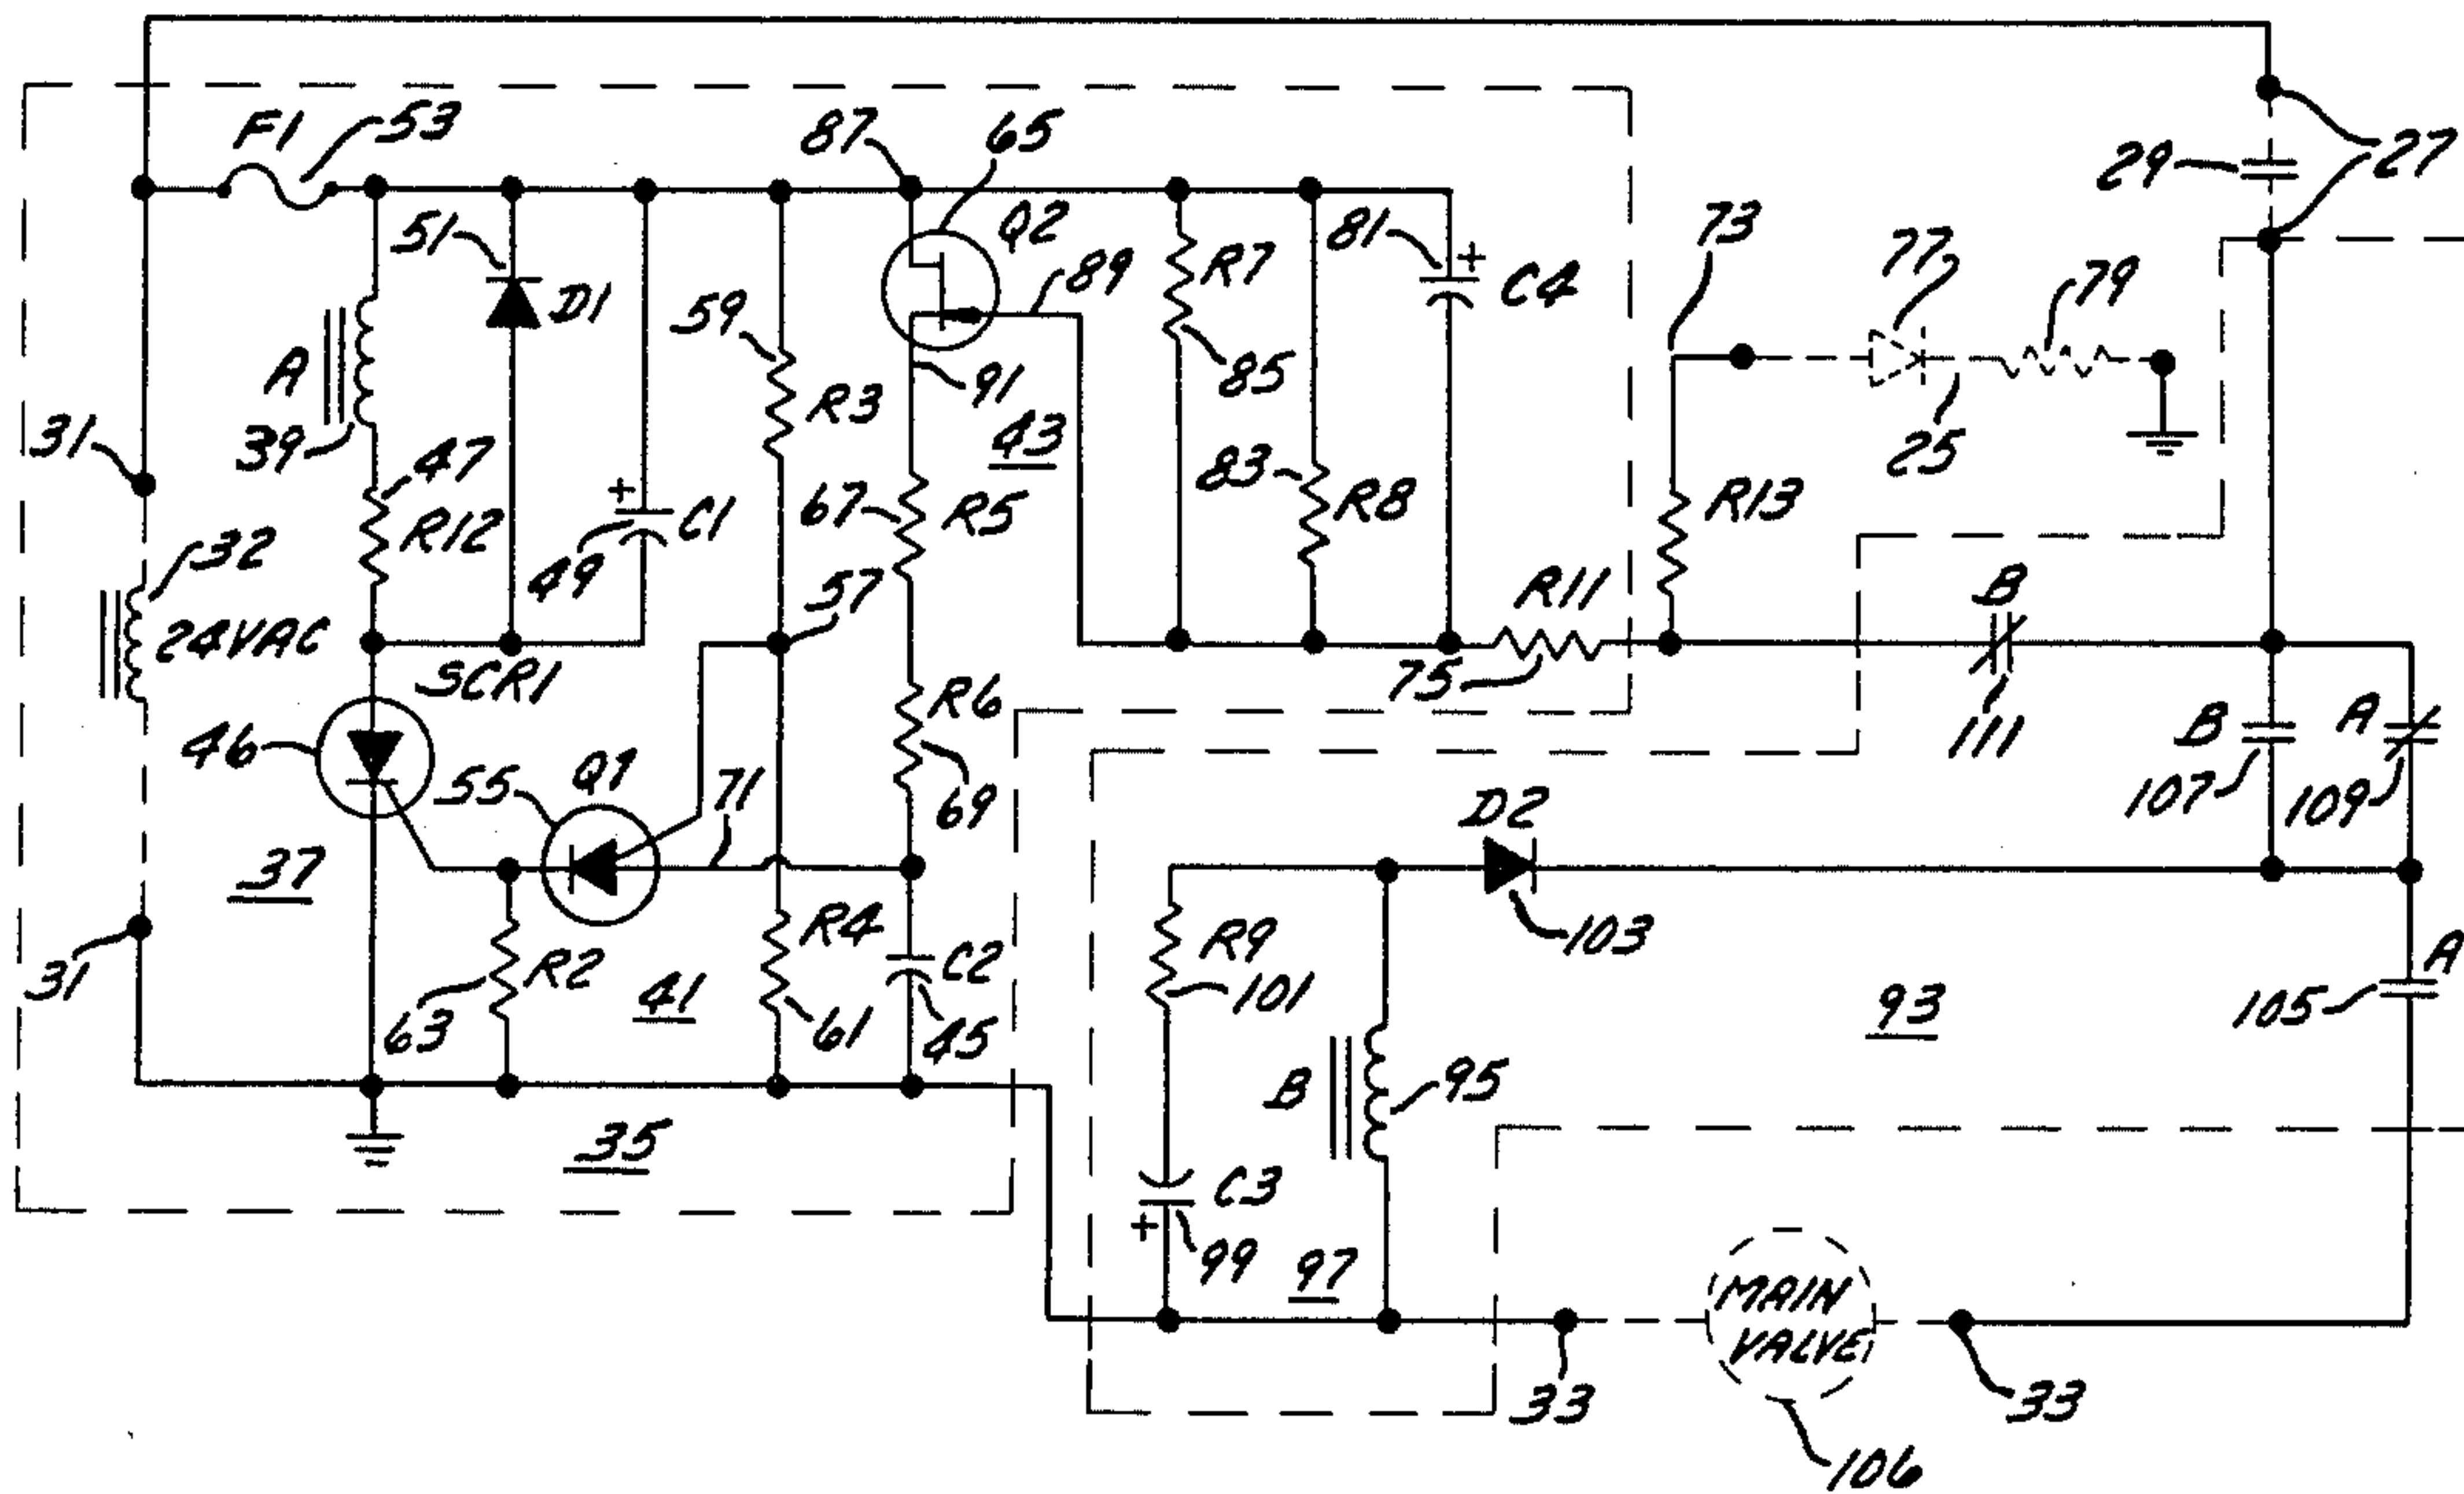 F1
53
87
65
27
29
Q2
51
D1
59
89
R7
81
+
C4
73
77
79
A
39
R3
91
43
85
25
31
47
R12
+
49
C1
67
R5
57
83
R8
R13
32
24VAC
SCR1
75
R11
B
111
46
55
Q1
71
R6
69
B
107
A
109
37
D2
103
31
63
R2
41
R4
61
C2
45
R9
101
93
A
105
35
B
95
C3
+
99
97
MAIN
VALVE
33
33
106